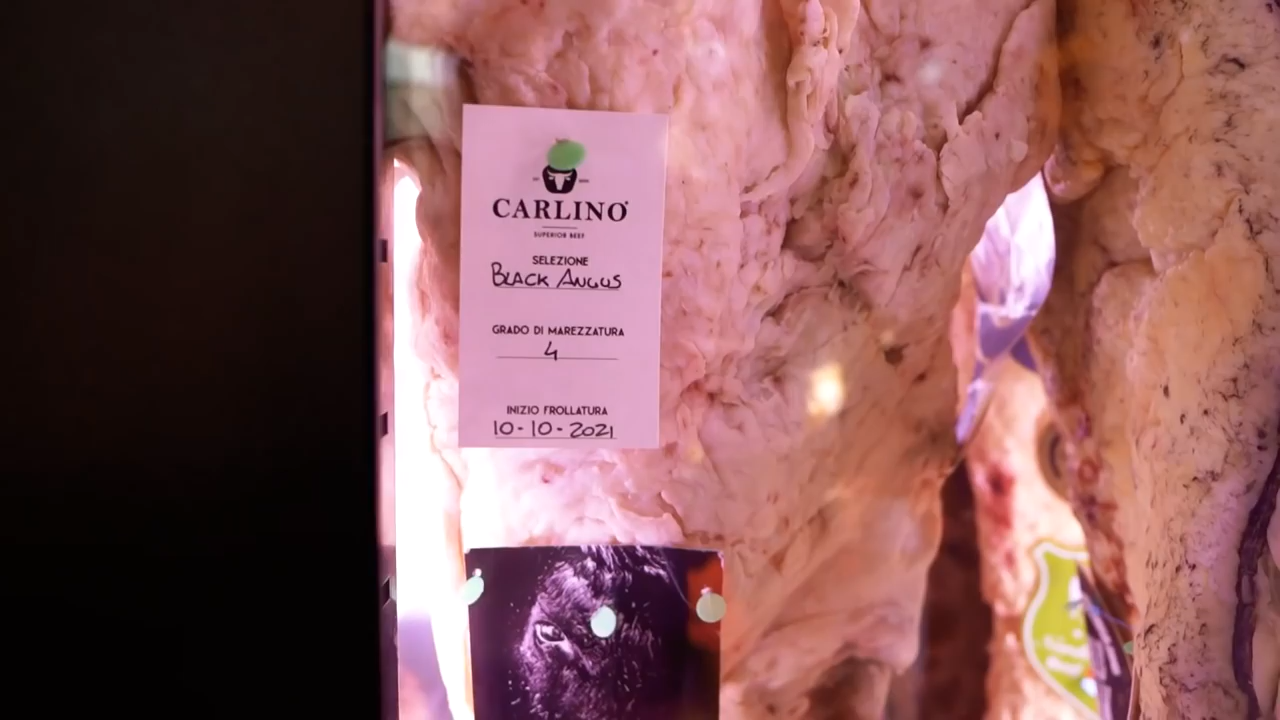 CARLINO
SUPERIOR BEEF
SELEZIONE
BLACK ANGUS
GRADO DI MAREZZATURA
4
INIZIO FROLLATURA
10-10-2021